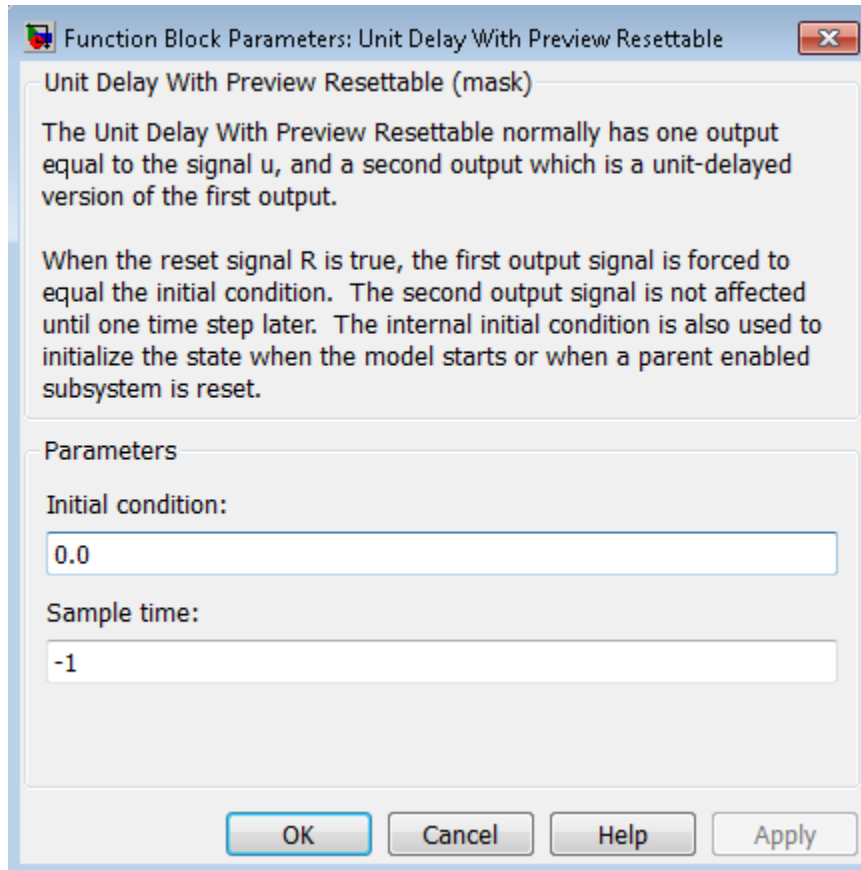 Function Block Parameters: Unit Delay With Preview Resettable
Unit Delay With Preview Resettable (mask)
The Unit Delay With Preview Resettable normally has one output
equal to the signal u, and a second output which is a unit-delayed
version of the first output.
When the reset signal R is true, the first output signal is forced to
equal the initial condition.  The second output signal is not affected
until one time step later.  The internal initial condition is also used to
initialize the state when the model starts or when a parent enabled
subsystem is reset.
Parameters
Initial condition:
0.0
Sample time:
-1
OK Cancel Help Apply